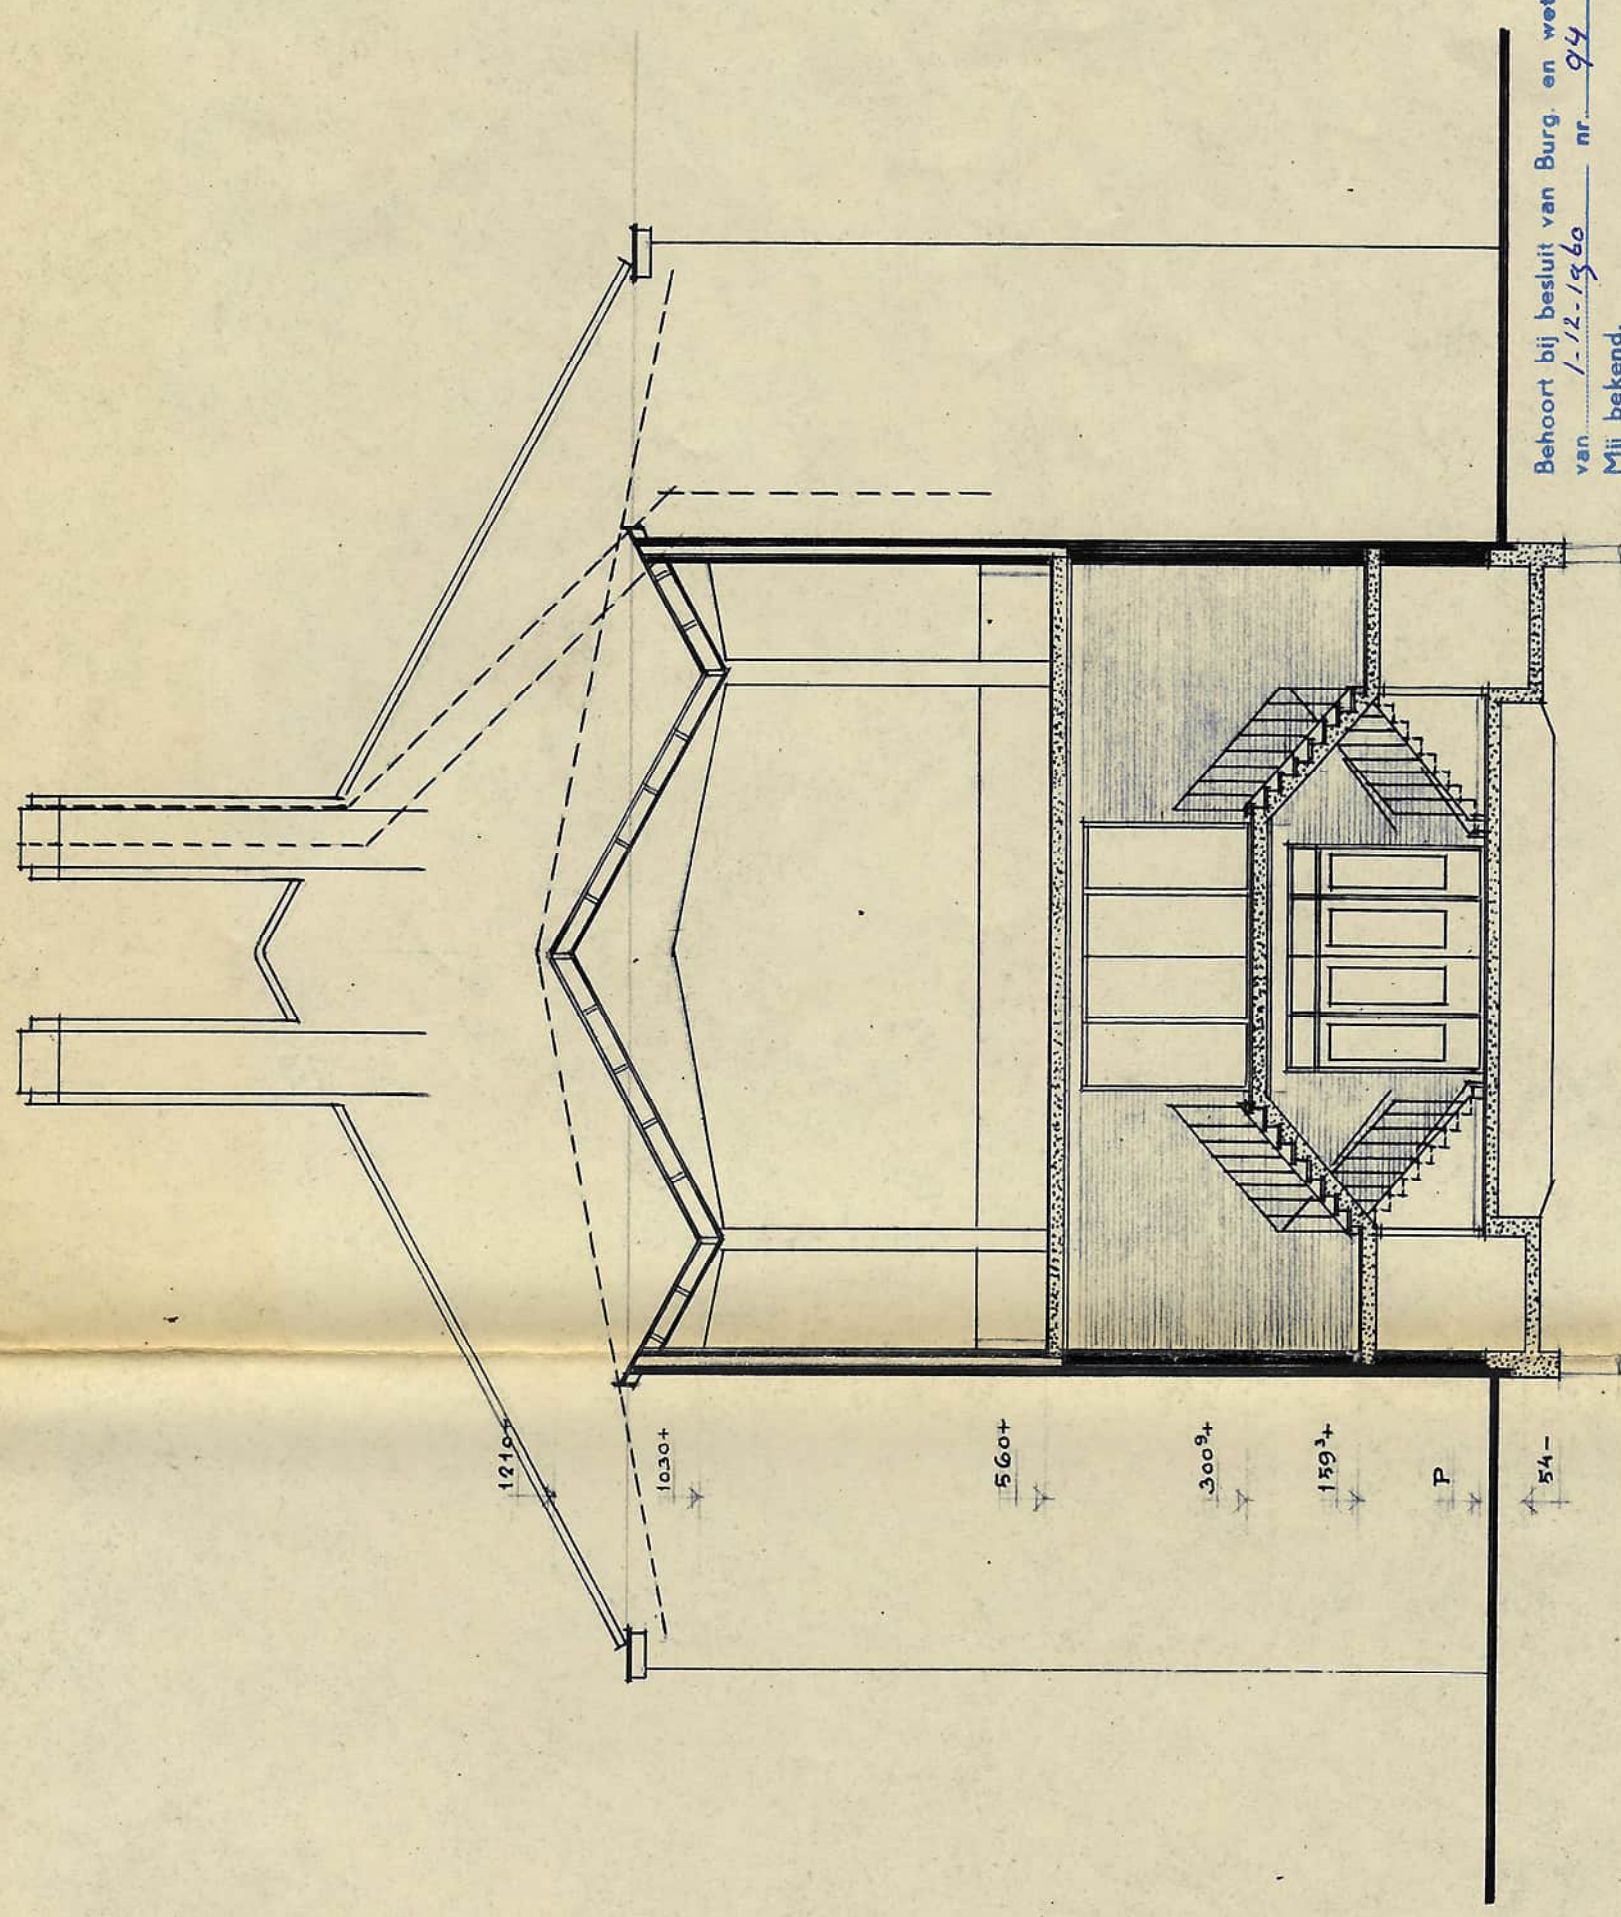 1210+
1030+
560+
300⁹+
159³+
P
54-
Behoort bij besluit van Burg. en wet
van 1-12-1960 nr. 94
Mij bekend,